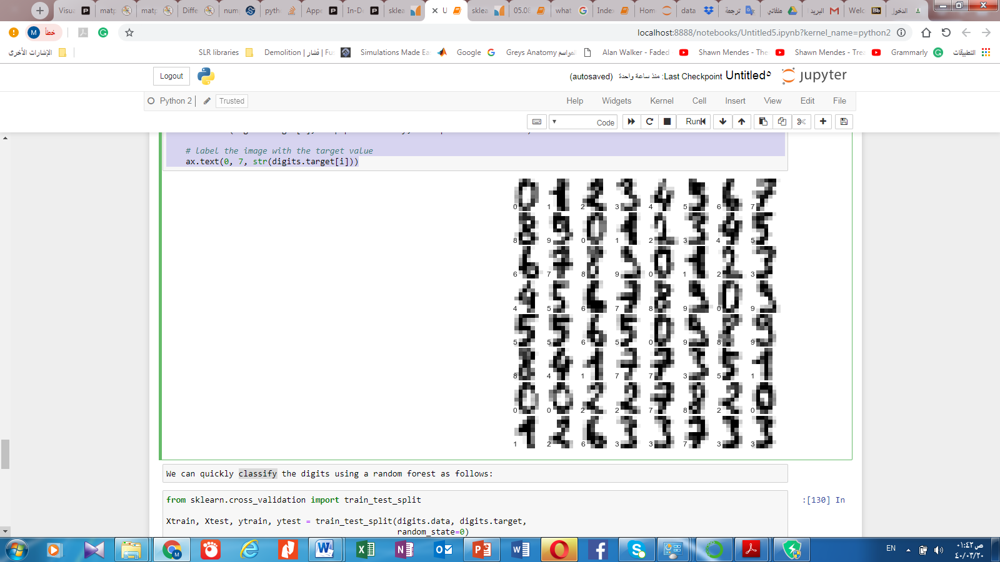 Visua
matp
matp
Diffe
num
pytho
Appe
In-De
sklea
U
sklea
05.08
what
Index
Hom
data
ترجمة
ملفاتي
البريد
Welc
الدخول
خطأ
localhost:8888/notebooks/Untitled5.ipynb?kernel_name=python2
الإشارات الأخرى
SLR libraries
Demolition | فشار | Fu
Simulations Made Ea
Google
Greys Anatomy مواسم
Alan Walker - Faded
Shawn Mendes - The
Shawn Mendes - Trea
Grammarly
التطبيقات
Logout
(autosaved) Last Checkpoint: منذ ساعة واحدة Untitled٥ jupyter
Python 2 Trusted Help Widgets Kernel Cell Insert View Edit File
Code Run
# label the image with the target value
ax.text(0, 7, str(digits.target[i]))
0 1 2 3 4 5 6 7
8 9 0 1 2 3 4 5
6 7 8 9 0 1 2 3
4 5 6 7 8 9 0 9
5 5 6 5 0 9 8 9
8 4 1 7 7 3 5 1
0 0 2 2 7 8 2 0
1 2 6 3 3 7 3 3
We can quickly classify the digits using a random forest as follows:
:[130] In
from sklearn.cross_validation import train_test_split
Xtrain, Xtest, ytrain, ytest = train_test_split(digits.data, digits.target,
random_state=0)
EN
٠١:٤٢ ص
٤٠/٠٣/٢٠